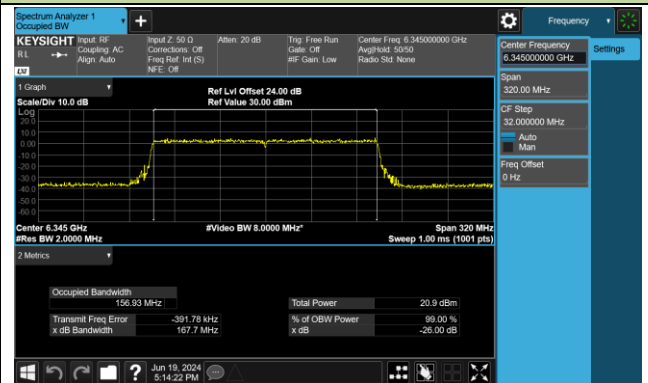 Spectrum Analyzer 1
Occupied BW
+
Frequency
KEYSIGHT
RL
LXI
Input: RF
Coupling: AC
Align: Auto
Input Z: 50 Ω
Corrections: Off
Freq Ref: Int (S)
NFE: Off
Atten: 20 dB
Trig: Free Run
Gate: Off
#IF Gain: Low
Center Freq: 6.345000000 GHz
Avg|Hold: 50/50
Radio Std: None
Center Frequency
6.345000000 GHz
Settings
Span
320.00 MHz
CF Step
32.000000 MHz
Auto
Man
Freq Offset
0 Hz
1 Graph
Scale/Div 10.0 dB
Ref Lvl Offset 24.00 dB
Ref Value 30.00 dBm
Log
20.0
10.0
0.00
-10.0
-20.0
-30.0
-40.0
-50.0
-60.0
Center 6.345 GHz
#Video BW 8.0000 MHz*
Span 320 MHz
#Res BW 2.0000 MHz
Sweep 1.00 ms (1001 pts)
2 Metrics
Occupied Bandwidth
156.93 MHz
Total Power 20.9 dBm
Transmit Freq Error -391.78 kHz
% of OBW Power 99.00 %
x dB Bandwidth 167.7 MHz
x dB -26.00 dB
?
Jun 19, 2024
5:14:22 PM